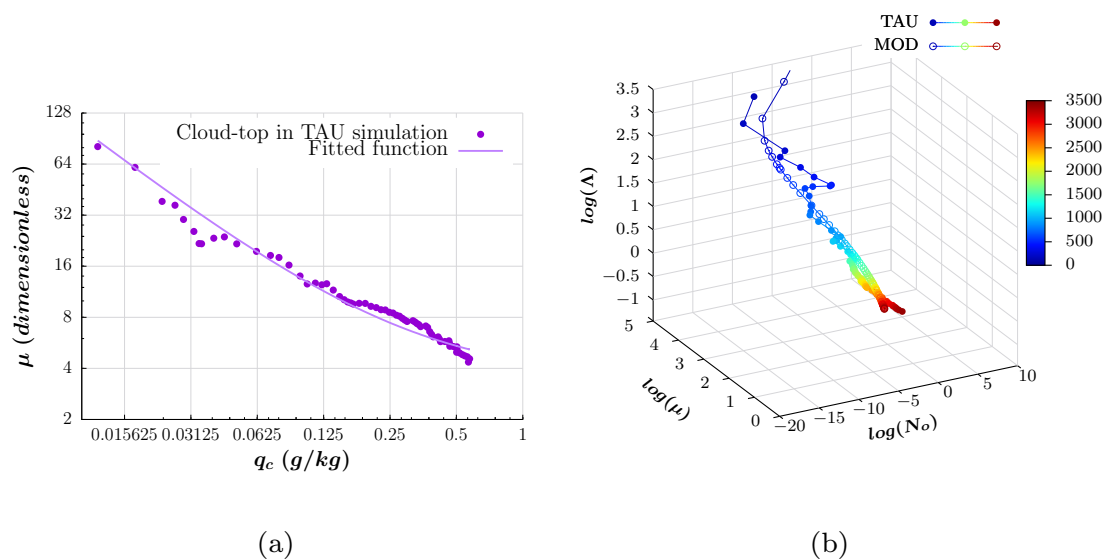 128
64
32
16
8
4
2
μ (dimensionless)
Cloud-top in TAU simulation
Fitted function
0.015625 0.03125 0.0625 0.125 0.25 0.5 1
q_c (g/kg)
(a)
TAU
MOD
3.5
3
2.5
2
1.5
1
0
−0.5
−1
log(Λ)
5
4
3
2
1
0
log(μ)
−20 −15 −10 −5 0 5 10
log(N_o)
3500
3000
2500
2000
1500
1000
500
0
(b)